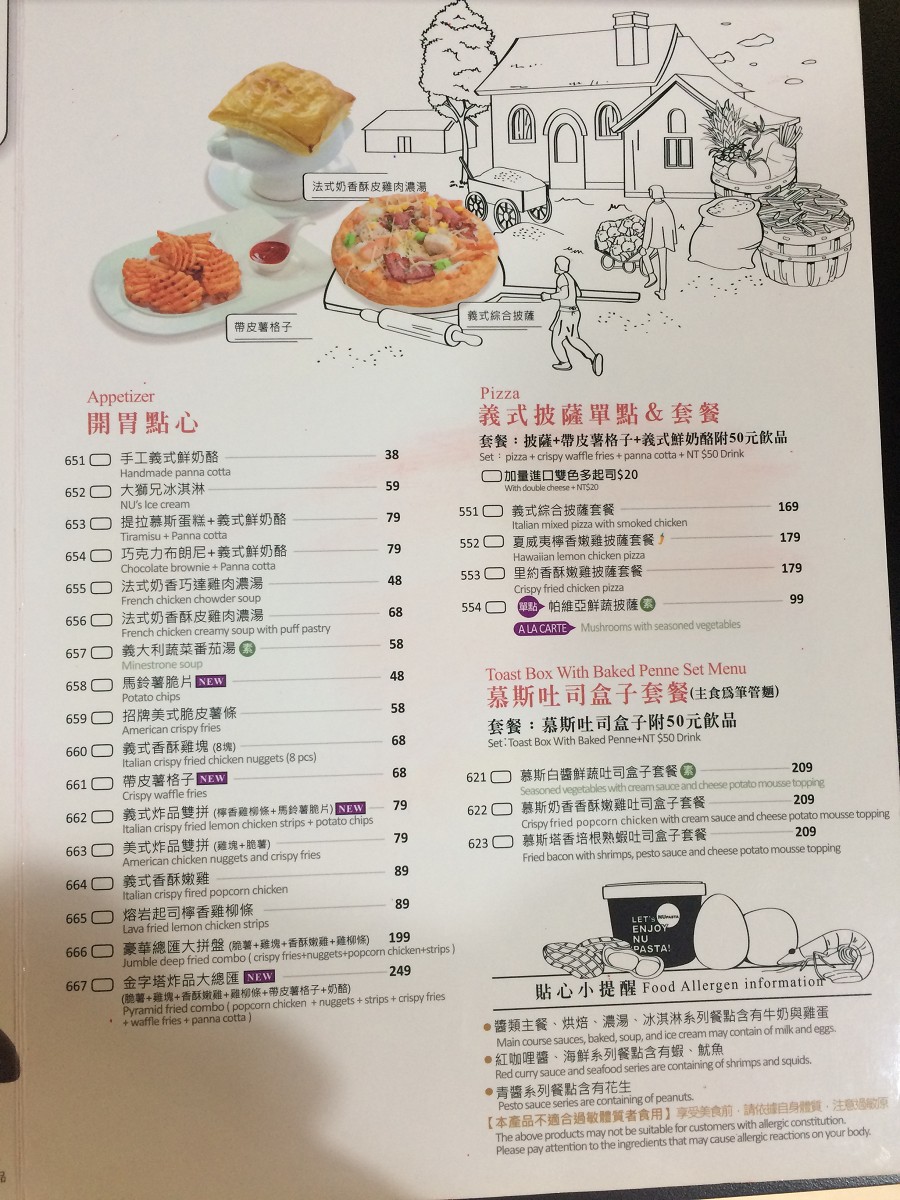 法式奶香酥皮雞肉濃湯
帶皮薯格子
義式綜合披薩
Appetizer
開胃點心
651 手工義式鮮奶酪 38
Handmade panna cotta
652 大獅兄冰淇淋 59
NU's Ice cream
653 提拉慕斯蛋糕+義式鮮奶酪 79
Tiramisu + Panna cotta
654 巧克力布朗尼+義式鮮奶酪 79
Chocolate brownie + Panna cotta
655 法式奶香巧達雞肉濃湯 48
French chicken chowder soup
656 法式奶香酥皮雞肉濃湯 68
French chicken creamy soup with puff pastry
657 義大利蔬菜番茄湯 素 58
Minestrone soup
658 馬鈴薯脆片 NEW 48
Potato chips
659 招牌美式脆皮薯條 58
American crispy fries
660 義式香酥雞塊 (8塊) 68
Italian crispy fried chicken nuggets (8 pcs)
661 帶皮薯格子 NEW 68
Crispy waffle fries
662 義式炸品雙拼 (檸香雞柳條+馬鈴薯脆片) NEW 79
Italian crispy fried lemon chicken strips + potato chips
663 美式炸品雙拼 (雞塊+脆薯) 79
American chicken nuggets and crispy fries
664 義式香酥嫩雞 89
Italian crispy fired popcorn chicken
665 熔岩起司檸香雞柳條 89
Lava fried lemon chicken strips
666 豪華總匯大拼盤 (脆薯+雞塊+香酥嫩雞+雞柳條) 199
Jumble deep fried combo ( crispy fries+nuggets+popcorn chicken+strips )
667 金字塔炸品大總匯 NEW 249
(脆薯+雞塊+香酥嫩雞+雞柳條+帶皮薯格子+奶酪)
Pyramid fried combo ( popcorn chicken + nuggets + strips + crispy fries
+ waffle fries + panna cotta )
Pizza
義式披薩單點&套餐
套餐：披薩+帶皮薯格子+義式鮮奶酪附50元飲品
Set : pizza + crispy waffle fries + panna cotta + NT $50 Drink
加量進口雙色多起司$20
With double cheese + NT$20
551 義式綜合披薩套餐 169
Italian mixed pizza with smoked chicken
552 夏威夷檸香嫩雞披薩套餐 179
Hawaiian lemon chicken pizza
553 里約香酥嫩雞披薩套餐 179
Crispy fried chicken pizza
554 單點 帕維亞鮮蔬披薩 素 99
A LA CARTE Mushrooms with seasoned vegetables
Toast Box With Baked Penne Set Menu
慕斯吐司盒子套餐(主食為筆管麵)
套餐：慕斯吐司盒子附50元飲品
Set:Toast Box With Baked Penne+NT $50 Drink
621 慕斯白醬鮮蔬吐司盒子套餐 素 209
Seasoned vegetables with cream sauce and cheese potato mousse topping
622 慕斯奶香香酥嫩雞吐司盒子套餐 209
Crispy fried popcorn chicken with cream sauce and cheese potato mousse topping
623 慕斯塔香培根熟蝦吐司盒子套餐 209
Fried bacon with shrimps, pesto sauce and cheese potato mousse topping
LET's NU PASTA
ENJOY
NU
PASTA!
貼心小提醒 Food Allergen information
●醬類主餐、烘焙、濃湯、冰淇淋系列餐點含有牛奶與雞蛋
Main course sauces, baked, soup, and ice cream may contain of milk and eggs.
●紅咖哩醬、海鮮系列餐點含有蝦、魷魚
Red curry sauce and seafood series are containing of shrimps and squids.
●青醬系列餐點含有花生
Pesto sauce series are containing of peanuts.
【本產品不適合過敏體質者食用】享受美食前，請依據自身體質，注意過敏原
The above products may not be suitable for customers with allergic constitution.
Please pay attention to the ingredients that may cause allergic reactions on your body.